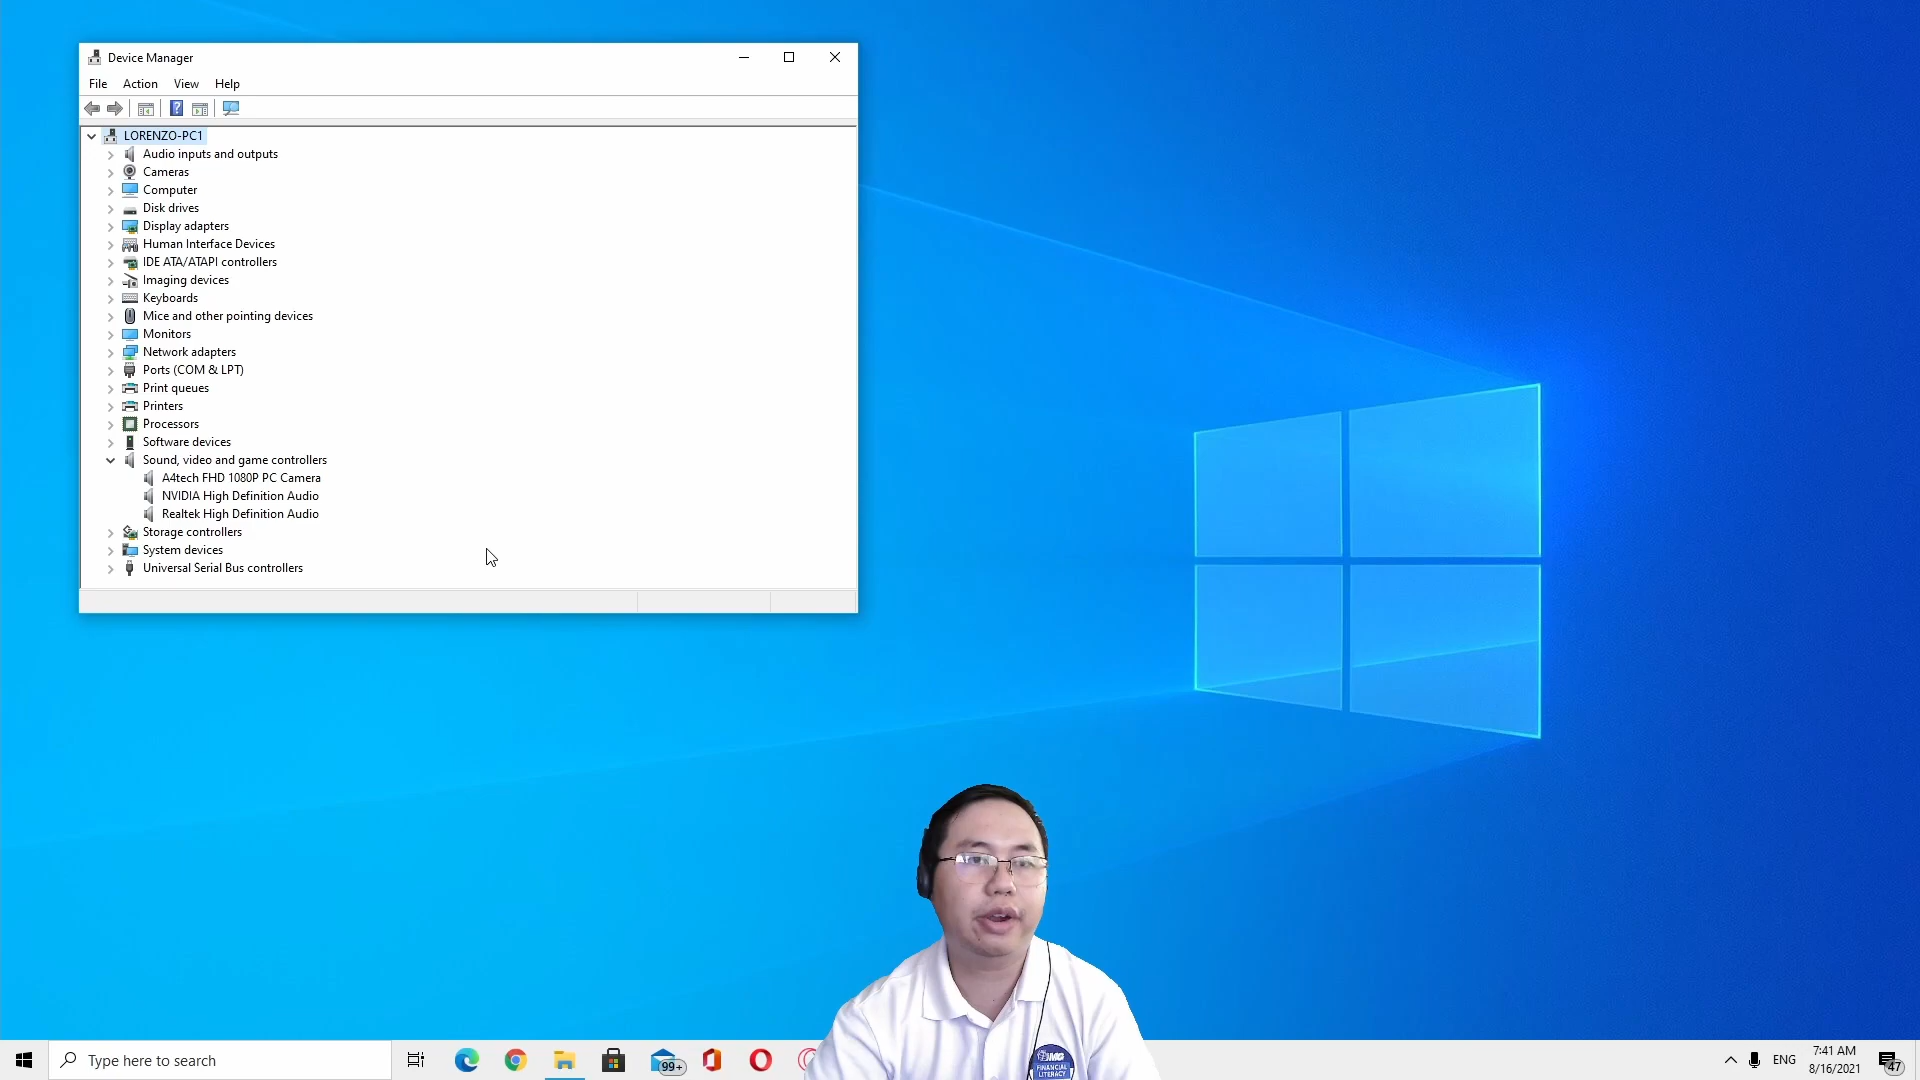 Device Manager
File Action View Help
LORENZO-PC1
Audio inputs and outputs
Cameras
Computer
Disk drives
Display adapters
Human Interface Devices
IDE ATA/ATAPI controllers
Imaging devices
Keyboards
Mice and other pointing devices
Monitors
Network adapters
Ports (COM & LPT)
Print queues
Printers
Processors
Software devices
Sound, video and game controllers
A4tech FHD 1080P PC Camera
NVIDIA High Definition Audio
Realtek High Definition Audio
Storage controllers
System devices
Universal Serial Bus controllers
IMG
FINANCIAL
LITERACY
Type here to search
99+
ENG
7:41 AM
8/16/2021
47